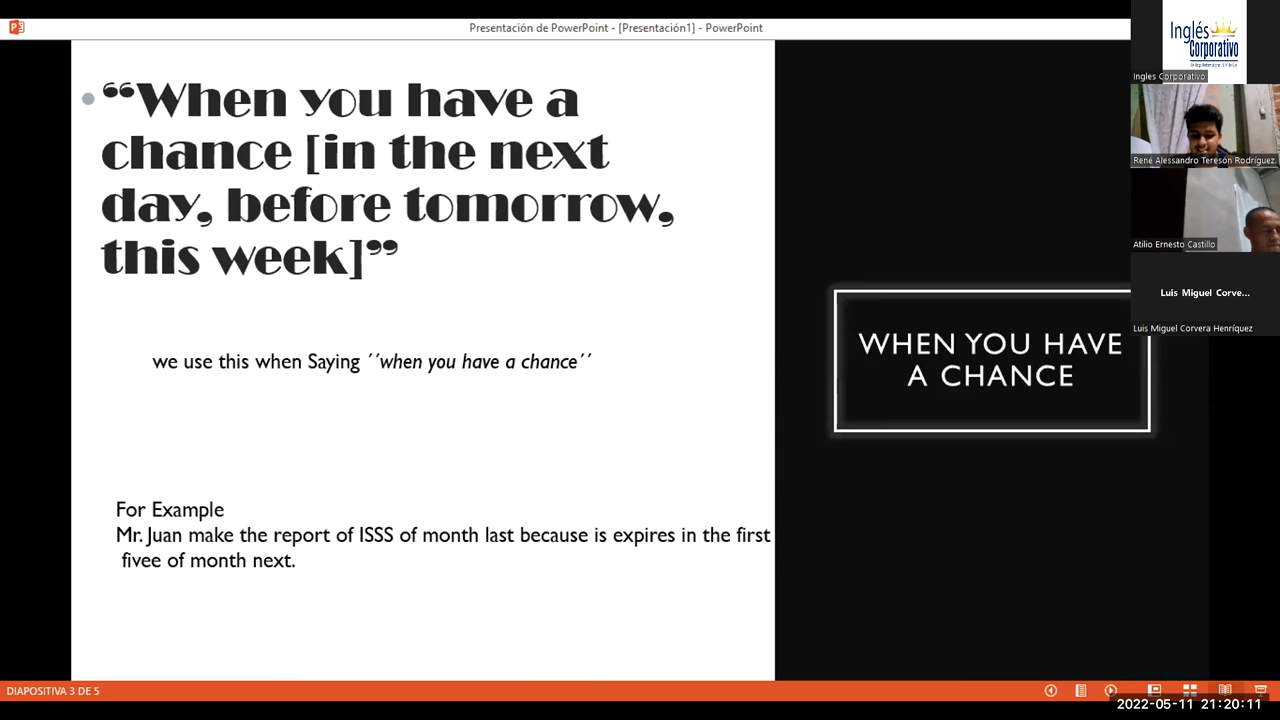 Presentación de PowerPoint - [Presentación1] - PowerPoint
“When you have a
chance [in the next
day, before tomorrow,
this week]”
we use this when Saying ´´when you have a chance´´
For Example
Mr. Juan make the report of ISSS of month last because is expires in the first
fivee of month next.
WHEN YOU HAVE
A CHANCE
Inglés
Corporativo
Ingles Corporativo
René Alessandro Teresón Rodríguez.
Atilio Ernesto Castillo
Luis Miguel Corve...
Luis Miguel Corvera Henríquez
DIAPOSITIVA 3 DE 5
2022-05-11 21:20:11